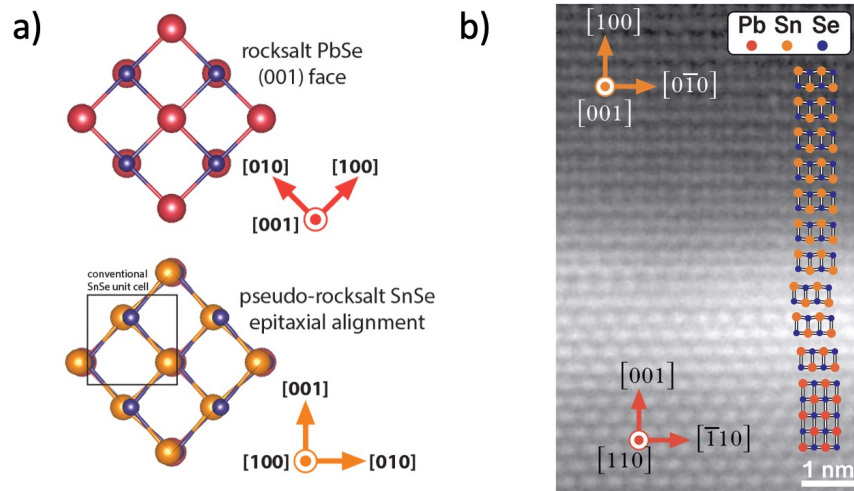 a)
rocksalt PbSe
(001) face
[010]
[100]
[001]
conventional
SnSe unit cell
pseudo-rocksalt SnSe
epitaxial alignment
[001]
[100]
[010]
b)
[100]
Pb Sn Se
[01̅0]
[001]
[001]
[1̅10]
[110]
1 nm